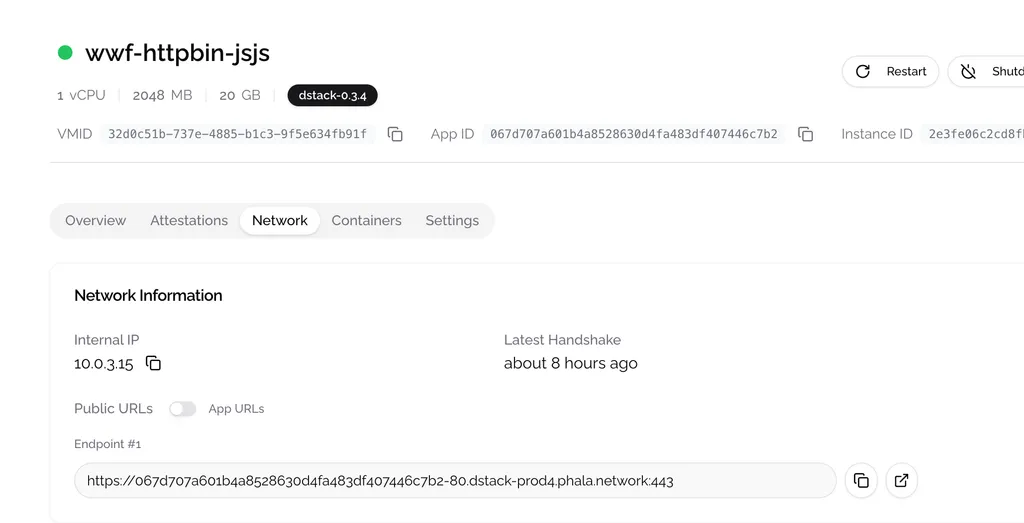 wwf-httpbin-jsjs
Restart
1 vCPU 2048 MB 20 GB dstack-0.3.4
VMID 32d0c51b-737e-4885-b1c3-9f5e634fb91f App ID 067d707a601b4a8528630d4fa483df407446c7b2 Instance ID
Overview Attestations Network Containers Settings
Network Information
Internal IP Latest Handshake
10.0.3.15 about 8 hours ago
Public URLs App URLs
Endpoint #1
https://067d707a601b4a8528630d4fa483df407446c7b2-80.dstack-prod4.phala.network:443